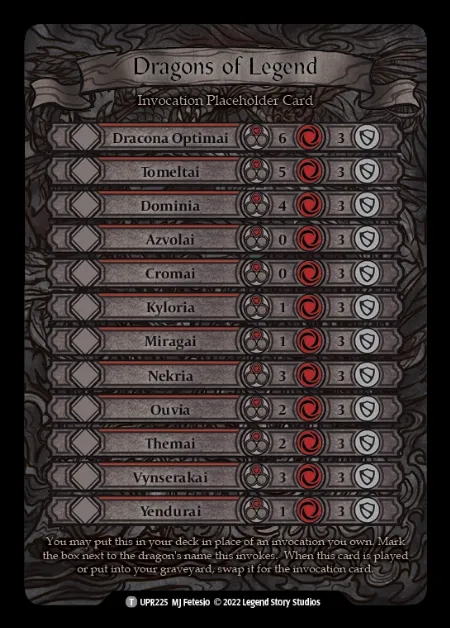 Dragons of Legend
Invocation Placeholder Card
Dracona Optimai 6 3
Tomeltai 5 3
Dominia 4 3
Azvolai 0 3
Cromai 0 3
Kyloria 1 3
Miragai 1 3
Nekria 3 3
Ouvia 2 3
Themai 2 3
Vynserakai 3 3
Yendurai 1 3
You may put this in your deck in place of an invocation you own. Mark
the box next to the dragon's name this invokes. When this card is played
or put into your graveyard, swap it for the invocation card.
T UPR225 MJ Fetesio © 2022 Legend Story Studios